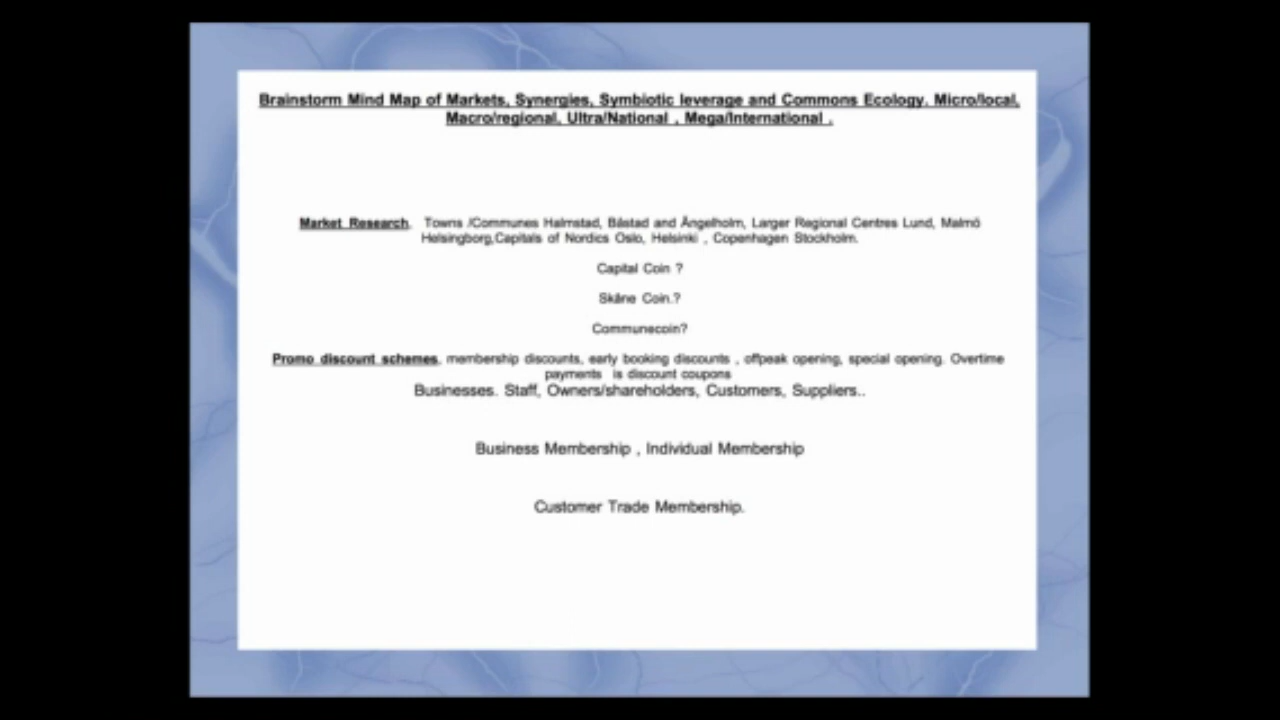 Brainstorm Mind Map of Markets, Synergies, Symbiotic leverage and Commons Ecology, Micro/local,
Macro/regional, Ultra/National , Mega/International .
Market Research, Towns /Communes Halmstad, Båstad and Ängelholm, Larger Regional Centres Lund, Malmö
Helsingborg,Capitals of Nordics Oslo, Helsinki , Copenhagen Stockholm.
Capital Coin ?
Skåne Coin.?
Communecoin?
Promo discount schemes, membership discounts, early booking discounts , offpeak opening, special opening. Overtime
payments is discount coupons
Businesses. Staff, Owners/shareholders, Customers, Suppliers..
Business Membership , Individual Membership
Customer Trade Membership.